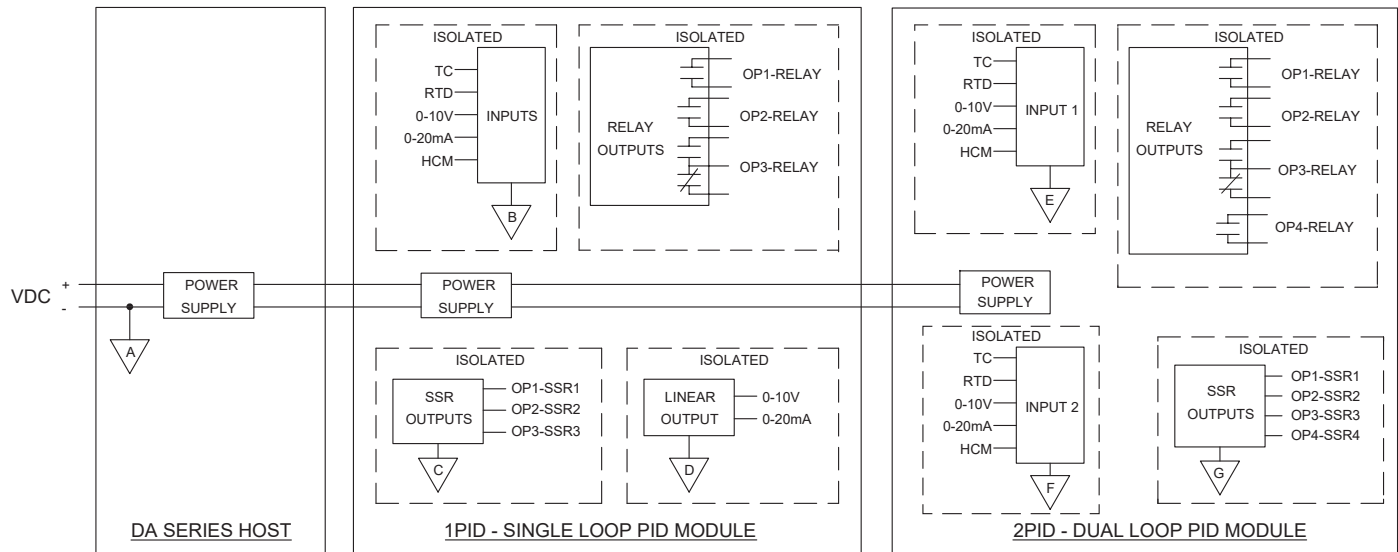 VDC
+
-
POWER
SUPPLY
A
DA SERIES HOST
ISOLATED
TC
RTD
0-10V
0-20mA
HCM
INPUTS
B
ISOLATED
RELAY
OUTPUTS
OP1-RELAY
OP2-RELAY
OP3-RELAY
POWER
SUPPLY
ISOLATED
SSR
OUTPUTS
OP1-SSR1
OP2-SSR2
OP3-SSR3
C
ISOLATED
LINEAR
OUTPUT
0-10V
0-20mA
D
1PID - SINGLE LOOP PID MODULE
ISOLATED
TC
RTD
0-10V
0-20mA
HCM
INPUT 1
E
ISOLATED
RELAY
OUTPUTS
OP1-RELAY
OP2-RELAY
OP3-RELAY
OP4-RELAY
POWER
SUPPLY
ISOLATED
TC
RTD
0-10V
0-20mA
HCM
INPUT 2
F
ISOLATED
SSR
OUTPUTS
OP1-SSR1
OP2-SSR2
OP3-SSR3
OP4-SSR4
G
2PID - DUAL LOOP PID MODULE